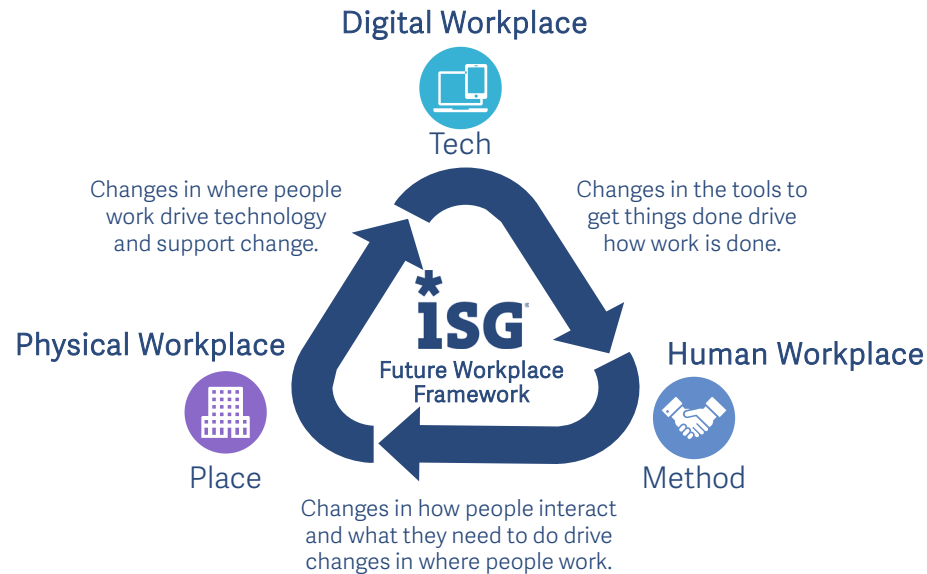 Digital Workplace
Tech
Changes in where people
work drive technology
and support change.
Changes in the tools to
get things done drive
how work is done.
*ISG®
Future Workplace
Framework
Physical Workplace
Place
Human Workplace
Method
Changes in how people interact
and what they need to do drive
changes in where people work.